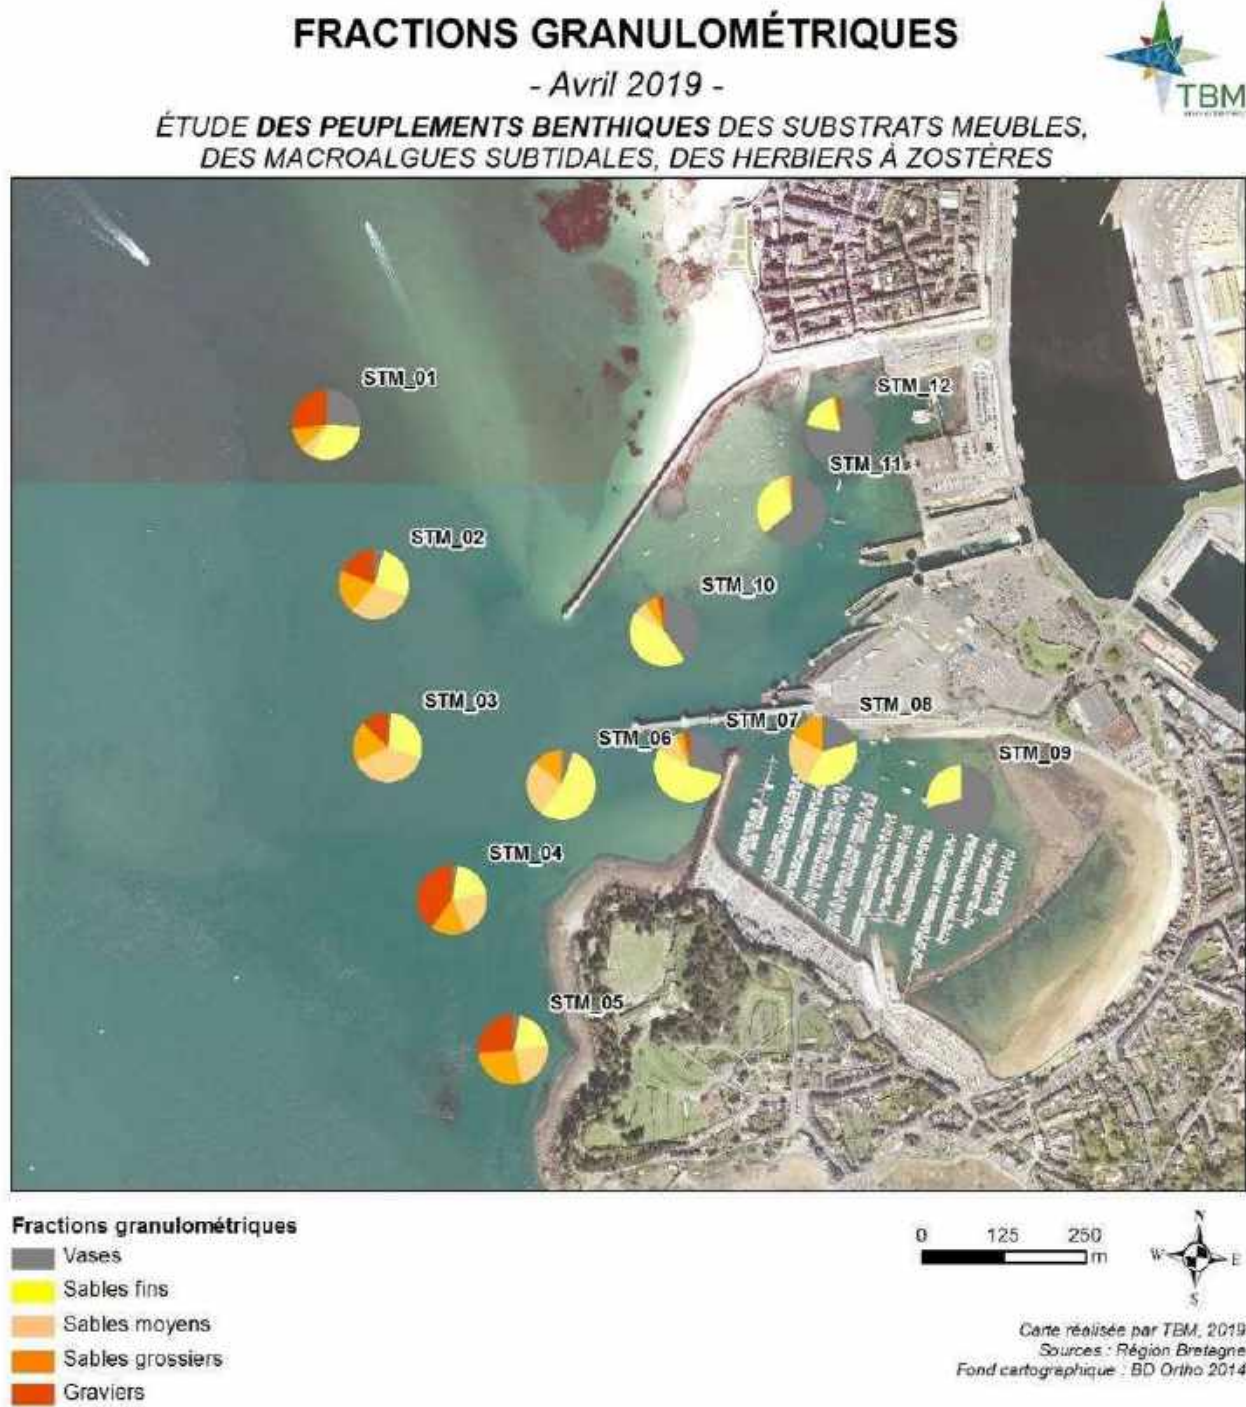 FRACTIONS GRANULOMÉTRIQUES
- Avril 2019 -
ÉTUDE DES PEUPLEMENTS BENTHIQUES DES SUBSTRATS MEUBLES,
DES MACROALGUES SUBTIDALES, DES HERBIERS À ZOSTÈRES
TBM
STM_01
STM_12
STM_11
STM_02
STM_10
STM_03
STM_08
STM_07
STM_06
STM_09
STM_04
STM_05
Fractions granulométriques
Vases
Sables fins
Sables moyens
Sables grossiers
Graviers
0 125 250
m
N
W E
S
Carte réalisée par TBM, 2019
Sources : Région Bretagne
Fond cartographique : BD Ortho 2014